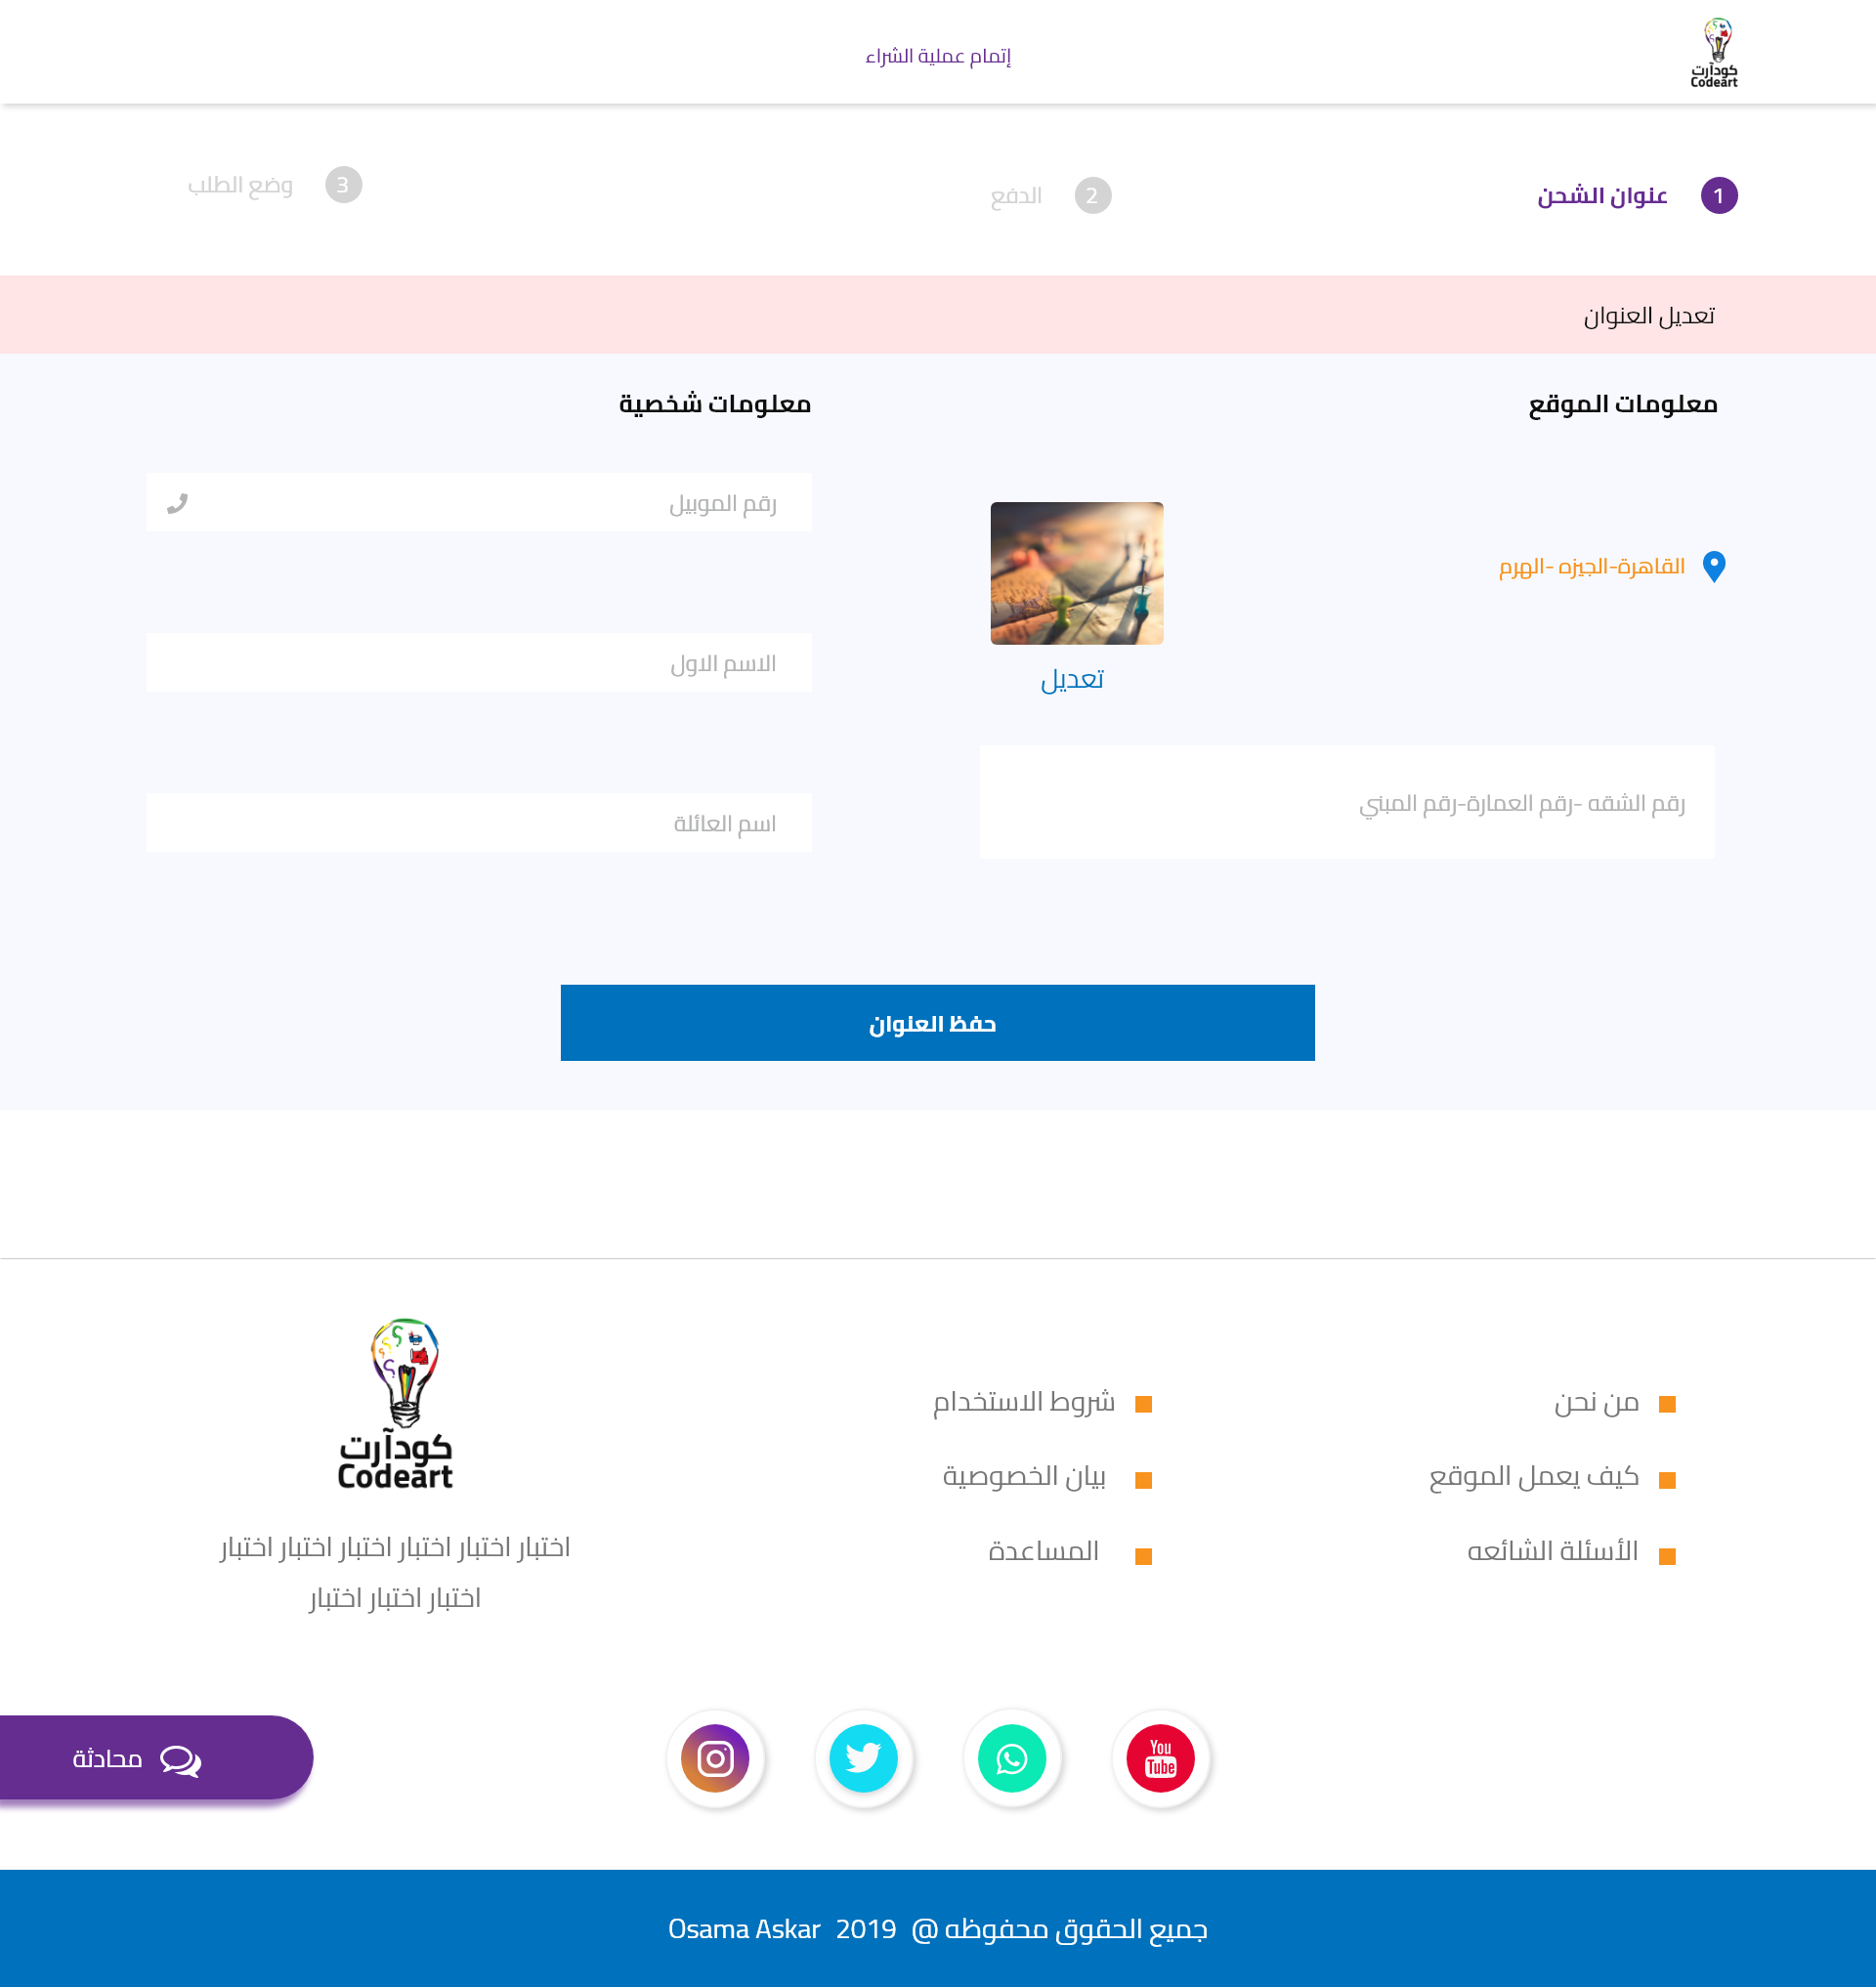 كودآرت
Codeart
إتمام عملية الشراء
1 عنوان الشحن
2 الدفع
3 وضع الطلب
تعديل العنوان
معلومات الموقع
القاهرة-الجيزه -الهرم
تعديل
رقم الشقه -رقم العمارة-رقم المبني
معلومات شخصية
رقم الموبيل
الاسم الاول
اسم العائلة
حفظ العنوان
من نحن
كيف يعمل الموقع
الأسئلة الشائعه
شروط الاستخدام
بيان الخصوصية
المساعدة
كودآرت
Codeart
اختبار اختبار اختبار اختبار اختبار اختبار
اختبار اختبار اختبار
You
Tube
محادثة
جميع الحقوق محفوظه @ 2019 Osama Askar